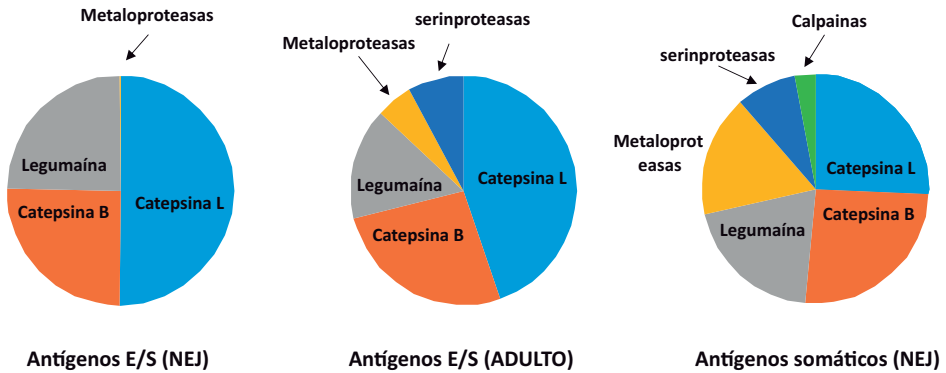 Metaloproteasas
Legumaína
Catepsina B
Catepsina L
Antígenos E/S (NEJ)
serinproteasas
Metaloproteasas
Legumaína
Catepsina L
Catepsina B
Antígenos E/S (ADULTO)
Calpainas
serinproteasas
Metaloprot
easas
Catepsina L
Catepsina B
Legumaína
Antígenos somáticos (NEJ)